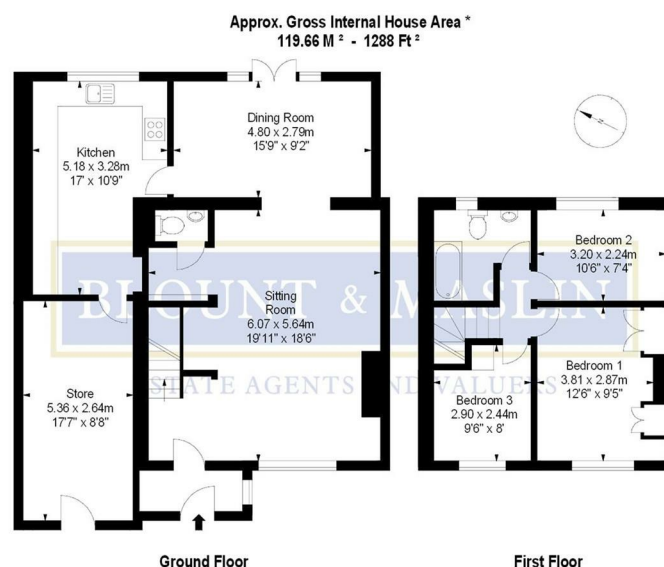 Approx. Gross Internal House Area *
119.66 M ² - 1288 Ft ²
Kitchen
5.18 x 3.28m
17' x 10'9"
Dining Room
4.80 x 2.79m
15'9" x 9'2"
N
Bedroom 2
3.20 x 2.24m
10'6" x 7'4"
BLOUNT & MASLIN
Sitting
Room
6.07 x 5.64m
19'11" x 18'6"
ESTATE AGENTS AND VALUERS
Store
5.36 x 2.64m
17'7" x 8'8"
Bedroom 1
3.81 x 2.87m
12'6" x 9'5"
Bedroom 3
2.90 x 2.44m
9'6" x 8'
Ground Floor
First Floor